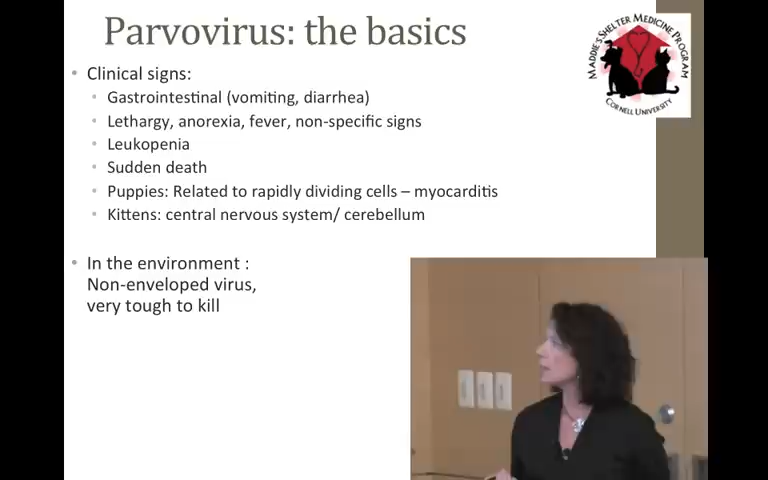 Parvovirus: the basics
MADDIE'S SHELTER MEDICINE PROGRAM
CORNELL UNIVERSITY
• Clinical signs:
• Gastrointestinal (vomiting, diarrhea)
• Lethargy, anorexia, fever, non-specific signs
• Leukopenia
• Sudden death
• Puppies: Related to rapidly dividing cells – myocarditis
• Kittens: central nervous system/ cerebellum
• In the environment :
Non-enveloped virus,
very tough to kill